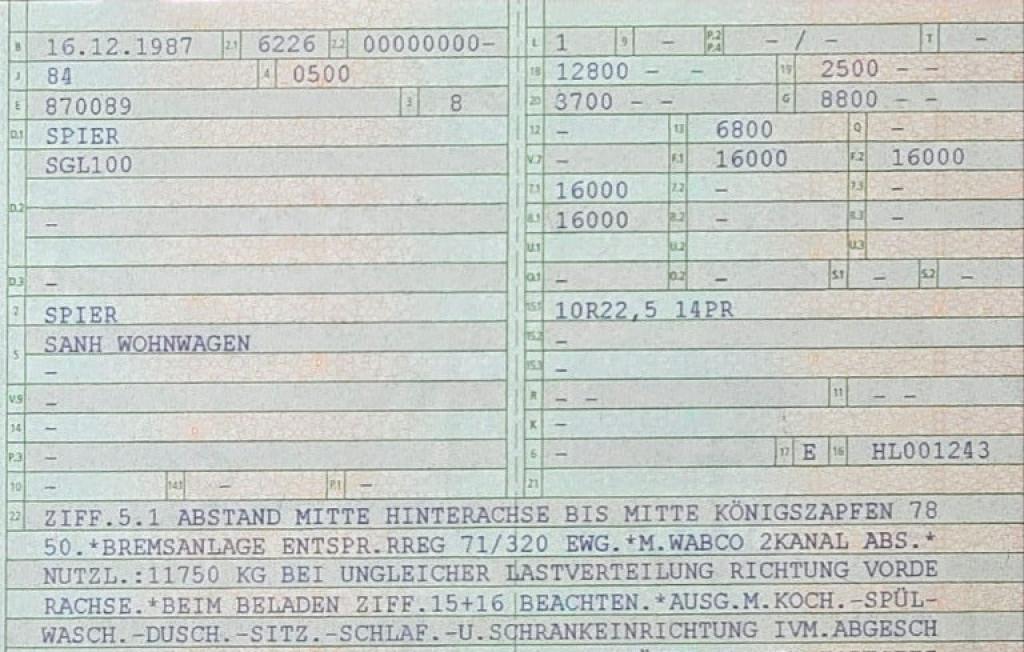 B 16.12.1987 2.1 6226 2.2 00000000-
J 84 4 0500
E 870089 3 8
D.1 SPIER
SGL100
D.2 –
D.3 –
2 SPIER
5 SANH WOHNWAGEN
–
V.9 –
14 –
P.3 –
10 – 14.1 – P.1 –
L 1 9 – P.2 P.4 – / – T –
18 12800 – – 19 2500 – –
20 3700 – – G 8800 – –
12 – 13 6800 Q –
V.7 – F.1 16000 F.2 16000
7.1 16000 7.2 – 7.3 –
8.1 16000 8.2 – 8.3 –
U.1 U.2 U.3
O.1 – O.2 – S.1 – S.2 –
15.1 10R22,5 14PR
15.2 –
15.3 –
R – – 11 – –
K –
6 – 17 E 16 HL001243
21
22 ZIFF.5.1 ABSTAND MITTE HINTERACHSE BIS MITTE KÖNIGSZAPFEN 78
50.*BREMSANLAGE ENTSPR.RREG 71/320 EWG.*M.WABCO 2KANAL ABS.*
NUTZL.:11750 KG BEI UNGLEICHER LASTVERTEILUNG RICHTUNG VORDE
RACHSE.*BEIM BELADEN ZIFF.15+16 BEACHTEN.*AUSG.M.KOCH.-SPÜL-
WASCH.-DUSCH.-SITZ.-SCHLAF.-U.SCHRANKEINRICHTUNG IVM.ABGESCH